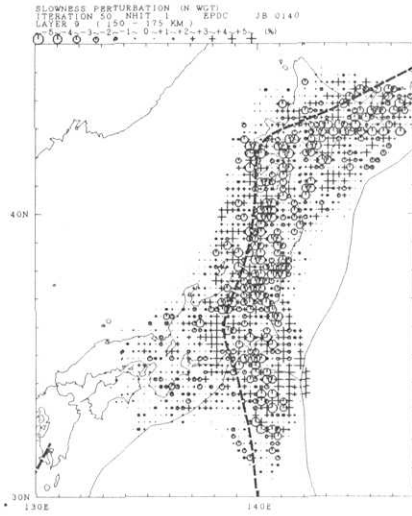 SLOWNESS PERTURBATION (N WGT)
ITERATION 50 NHIT 1 EPDC JB 0140
LAYER 9 ( 150 - 175 KM )
-5--4--3--2--1- 0-+1-+2-+3-+4-+5- (%)
40N
30N
130E
140E